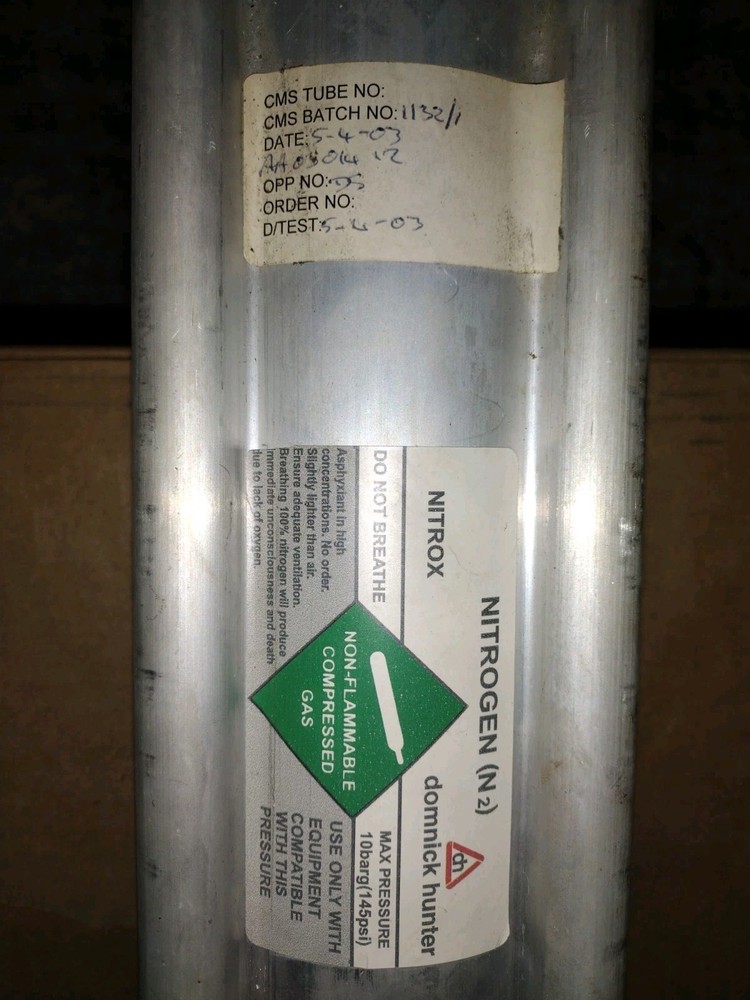 CMS TUBE NO:
CMS BATCH NO: 1132/1
DATE: 5-4-03
OPP NO:
ORDER NO:
D/TEST: 5-4-03
NITROGEN (N2)
dh
domnick hunter
NITROX
DO NOT BREATHE
MAX PRESSURE
10barg(145psi)
Asphyxiant in high
concentrations. No order.
Slightly lighter than air.
Ensure adequate ventilation.
Breathing 100% nitrogen will produce
immediate unconsciousness and death
due to lack of oxygen.
NON-FLAMMABLE
COMPRESSED
GAS
USE ONLY WITH
EQUIPMENT
COMPATIBLE
WITH THIS
PRESSURE